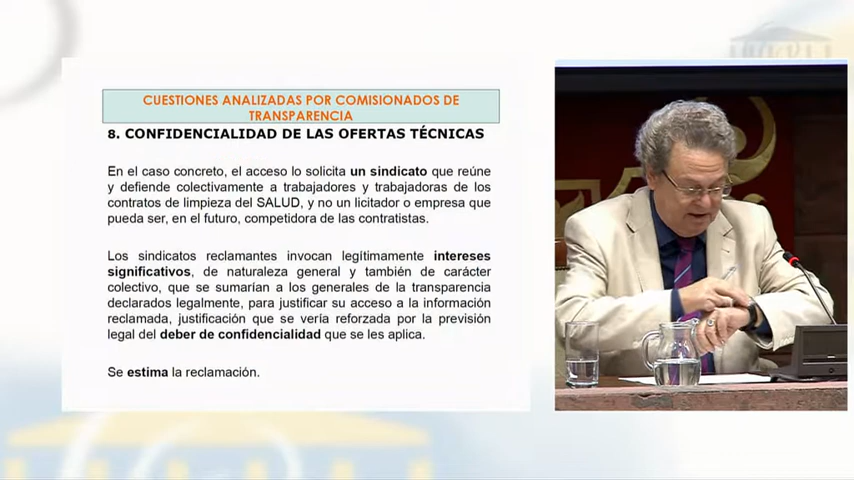 CUESTIONES ANALIZADAS POR COMISIONADOS DE
TRANSPARENCIA
8. CONFIDENCIALIDAD DE LAS OFERTAS TÉCNICAS
En el caso concreto, el acceso lo solicita un sindicato que reúne
y defiende colectivamente a trabajadores y trabajadoras de los
contratos de limpieza del SALUD, y no un licitador o empresa que
pueda ser, en el futuro, competidora de las contratistas.
Los sindicatos reclamantes invocan legítimamente intereses
significativos, de naturaleza general y también de carácter
colectivo, que se sumarían a los generales de la transparencia
declarados legalmente, para justificar su acceso a la información
reclamada, justificación que se vería reforzada por la previsión
legal del deber de confidencialidad que se les aplica.
Se estima la reclamación.